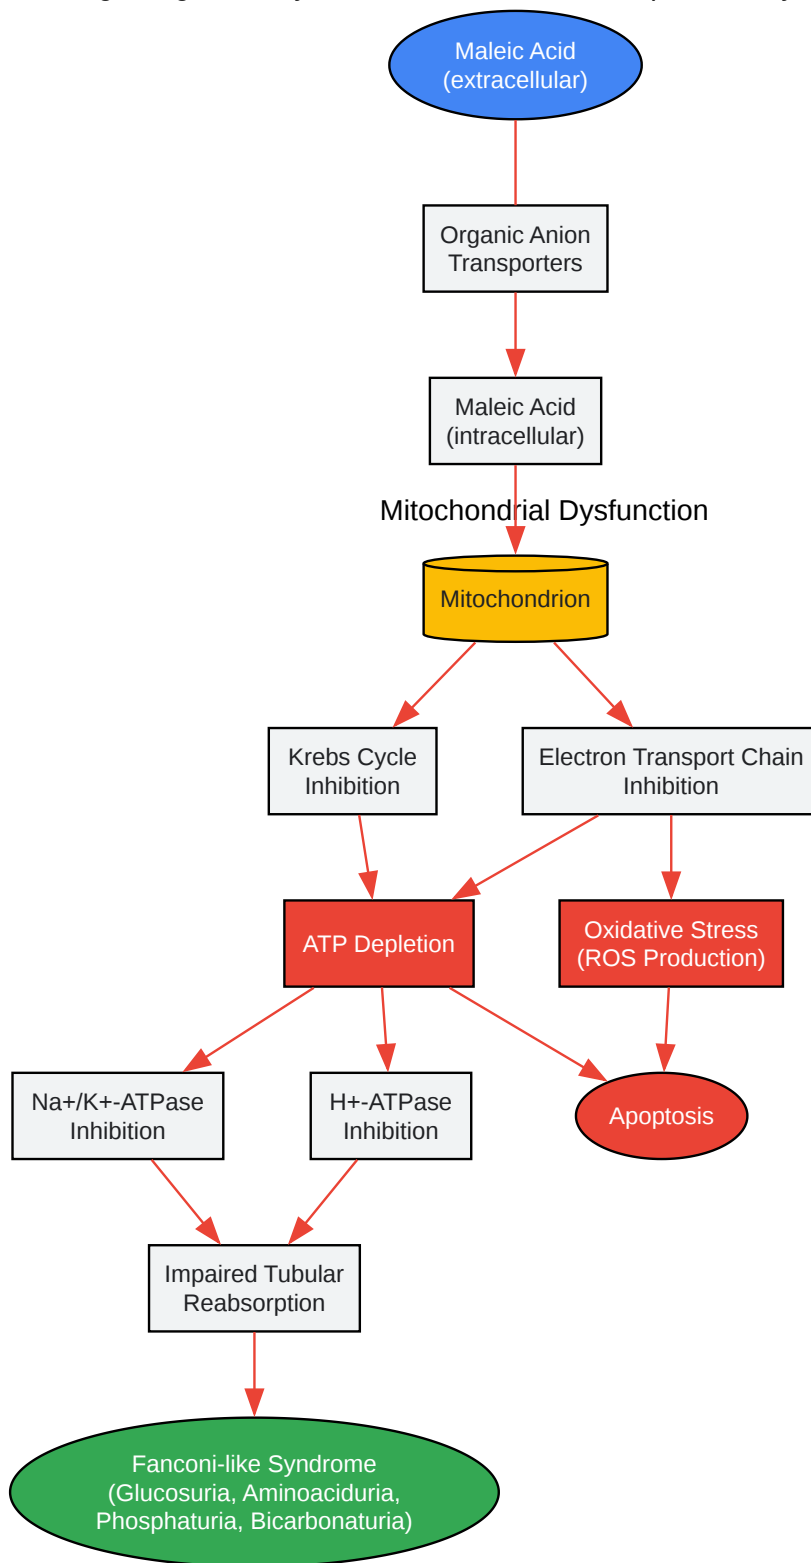 Maleic Acid
(extracellular)
Organic Anion
Transporters
Maleic Acid
(intracellular)
Mitochondrial Dysfunction
Mitochondrion
Krebs Cycle
Inhibition
Electron Transport Chain
Inhibition
ATP Depletion
Oxidative Stress
(ROS Production)
Na+/K+-ATPase
Inhibition
H+-ATPase
Inhibition
Apoptosis
Impaired Tubular
Reabsorption
Fanconi-like Syndrome
(Glucosuria, Aminoaciduria,
Phosphaturia, Bicarbonaturia)